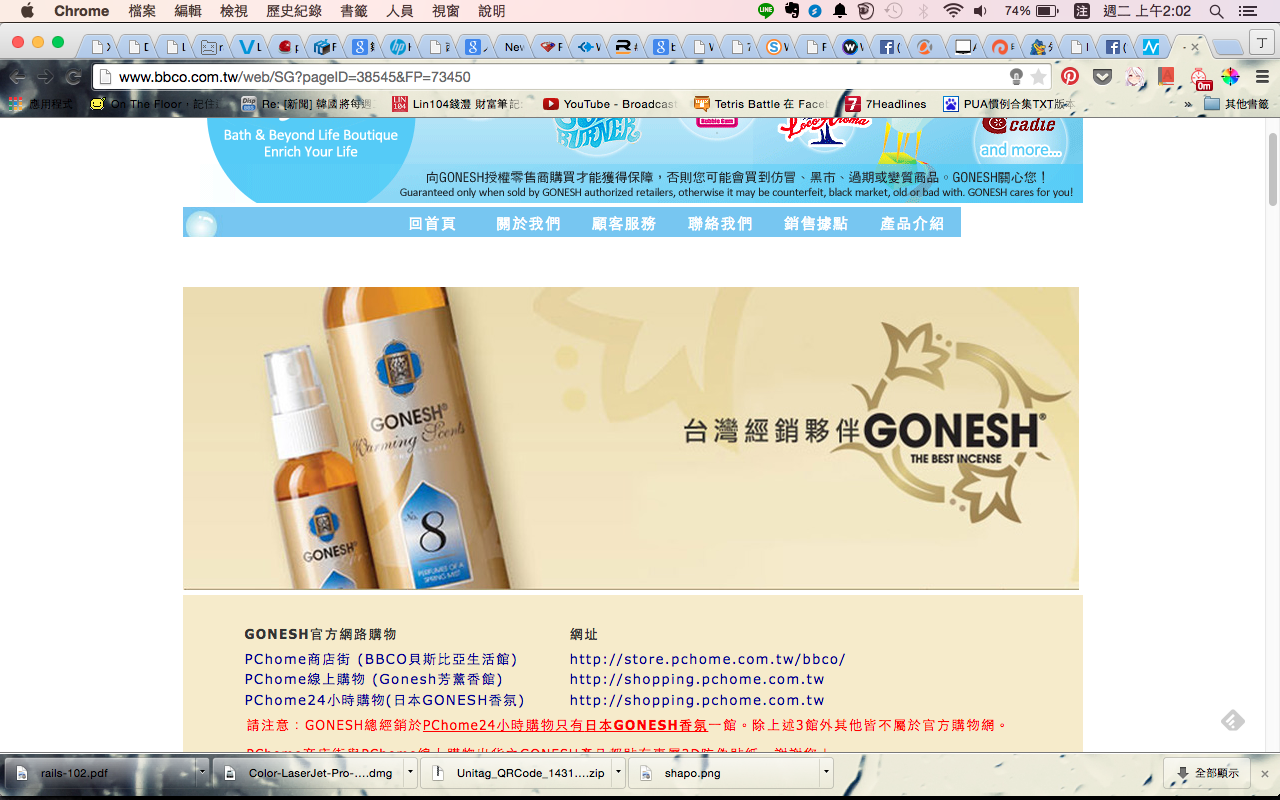 Chrome 檔案 編輯 檢視 歷史紀錄 書籤 人員 視窗 說明 74% 注 週二 上午2:02
New
www.bbco.com.tw/web/SG?pageID=38545&FP=73450
應用程式 On The Floor，記住 Re: [新聞] 韓國將每週 Lin104錢瀅 財富筆記 YouTube - Broadcast Tetris Battle 在 Face 7Headlines PUA慣例合集TXT版本 » 其他書籤
0m
Bath & Beyond Life Boutique
Enrich Your Life
BURNER
Bubble Gum
LocoAroma
CADIE
and more...
向GONESH授權零售商購買才能獲得保障，否則您可能會買到仿冒、黑市、過期或變質商品。GONESH關心您！
Guaranteed only when sold by GONESH authorized retailers, otherwise it may be counterfeit, black market, old or bad with. GONESH cares for you!
回首頁 關於我們 顧客服務 聯絡我們 銷售據點 產品介紹
GONESH®
Warming Scents
CONCENTRATE
No. 8
PERFUMES OF A
SPRING MIST
GONESH
台灣經銷夥伴 GONESH®
THE BEST INCENSE
GONESH官方網路購物 網址
PChome商店街 (BBCO貝斯比亞生活館) http://store.pchome.com.tw/bbco/
PChome線上購物 (Gonesh芳薰香館) http://shopping.pchome.com.tw
PChome24小時購物(日本GONESH香氛) http://shopping.pchome.com.tw
請注意：GONESH總經銷於PChome24小時購物只有日本GONESH香氛一館。除上述3館外其他皆不屬於官方購物網。
rails-102.pdf Color-LaserJet-Pro-....dmg Unitag_QRCode_1431....zip shapo.png 全部顯示